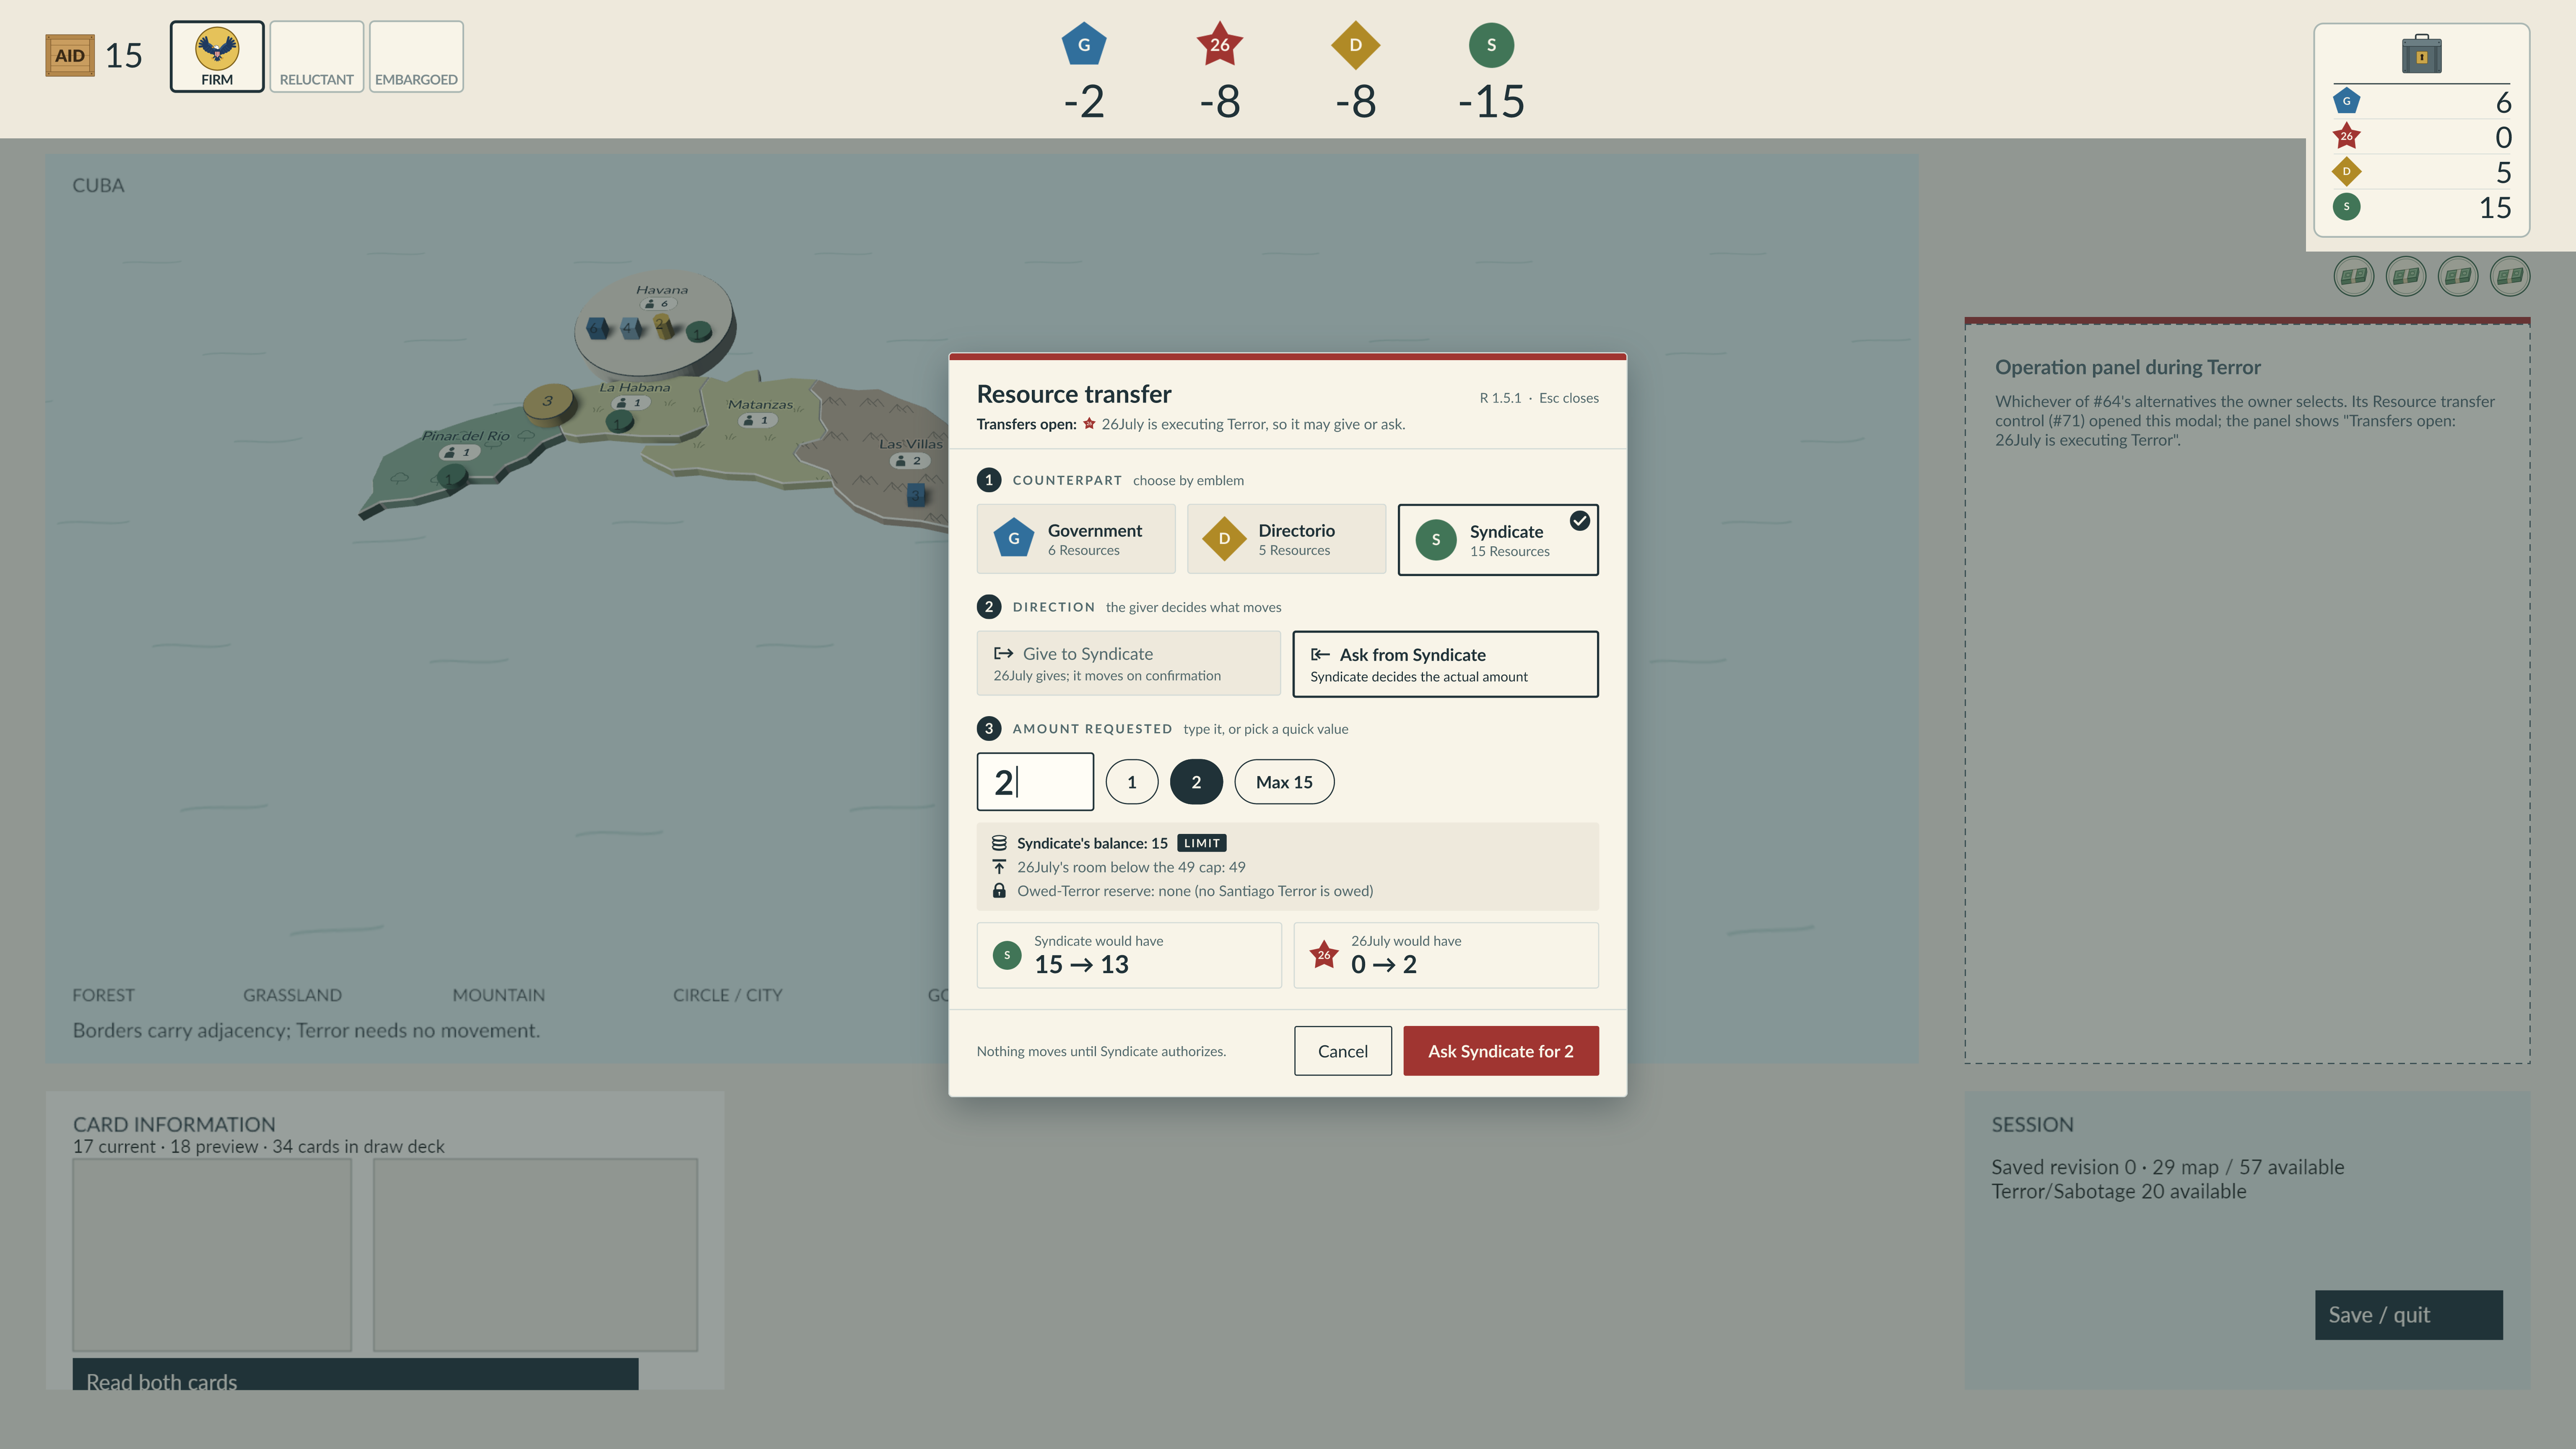 AID 15
FIRM
RELUCTANT
EMBARGOED
G
26
D
S
-2
-8
-8
-15
G 6
26 0
D 5
S 15
CUBA
Havana
6
6 4 2 1
La Habana
1
1
3
Matanzas
1
Pinar del Río
1
1
Las Villas
2
3
FOREST
GRASSLAND
MOUNTAIN
CIRCLE / CITY
Borders carry adjacency; Terror needs no movement.
Resource transfer
R 1.5.1 · Esc closes
Transfers open: 26July is executing Terror, so it may give or ask.
1 COUNTERPART choose by emblem
G Government
6 Resources
D Directorio
5 Resources
S Syndicate
15 Resources
2 DIRECTION the giver decides what moves
Give to Syndicate
26July gives; it moves on confirmation
Ask from Syndicate
Syndicate decides the actual amount
3 AMOUNT REQUESTED type it, or pick a quick value
2
1
2
Max 15
Syndicate's balance: 15 LIMIT
26July's room below the 49 cap: 49
Owed-Terror reserve: none (no Santiago Terror is owed)
S
Syndicate would have
15 → 13
26
26July would have
0 → 2
Nothing moves until Syndicate authorizes.
Cancel
Ask Syndicate for 2
Operation panel during Terror
Whichever of #64's alternatives the owner selects. Its Resource transfer
control (#71) opened this modal; the panel shows "Transfers open:
26July is executing Terror".
CARD INFORMATION
17 current · 18 preview · 34 cards in draw deck
Read both cards
SESSION
Saved revision 0 · 29 map / 57 available
Terror/Sabotage 20 available
Save / quit